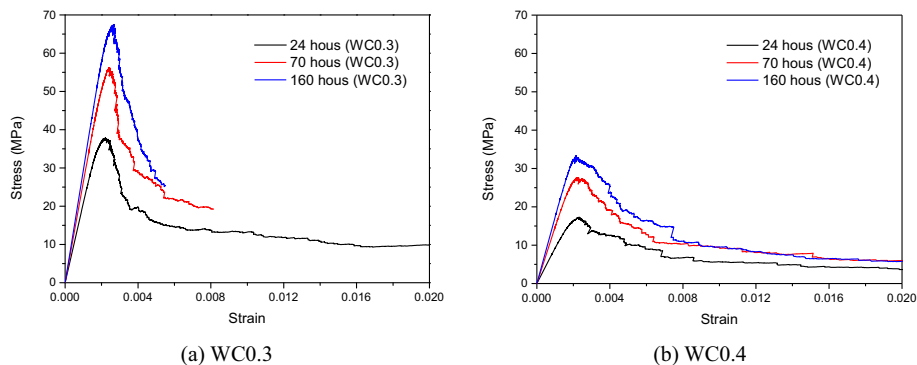 70
60
50
40
30
20
10
0
Stress (MPa)
24 hous (WC0.3)
70 hous (WC0.3)
160 hous (WC0.3)
0.000 0.004 0.008 0.012 0.016 0.020
Strain
(a) WC0.3
70
60
50
40
30
20
10
0
Stress (MPa)
24 hous (WC0.4)
70 hous (WC0.4)
160 hous (WC0.4)
0.000 0.004 0.008 0.012 0.016 0.020
Strain
(b) WC0.4